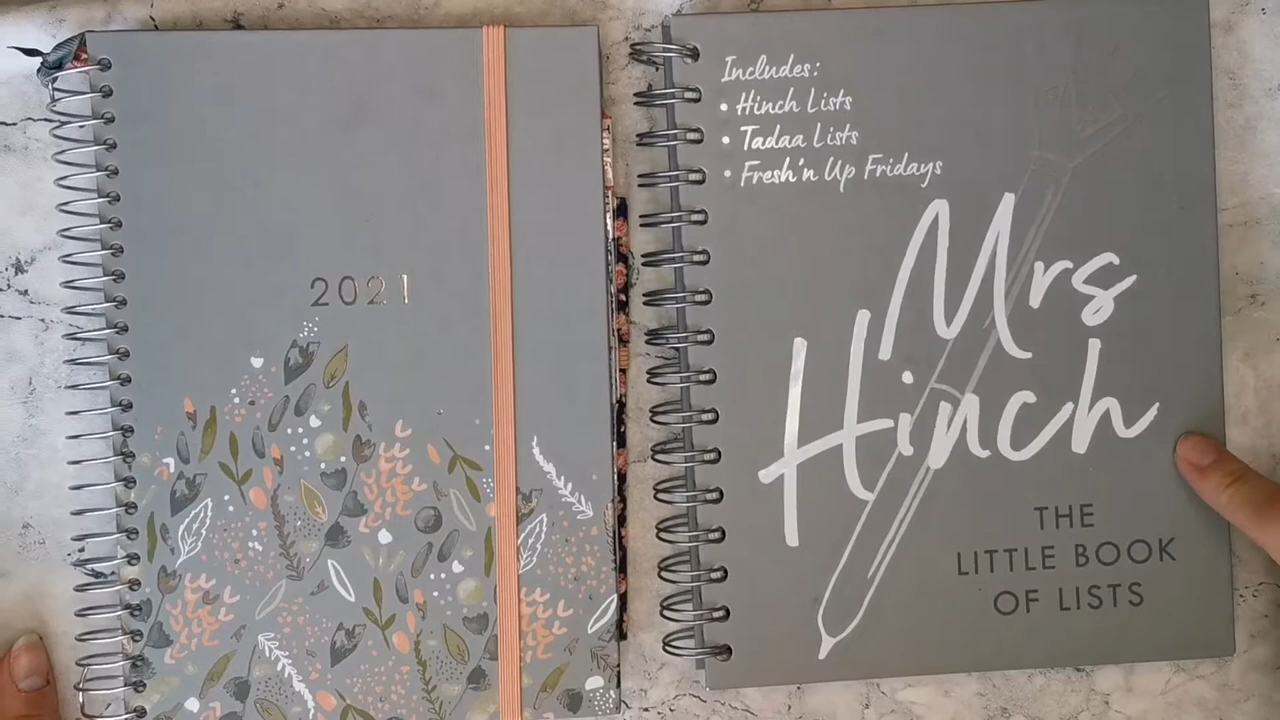 2021
Includes:
• Hinch Lists
• Tadaa Lists
• Fresh'n Up Fridays
Mrs
Hinch
THE
LITTLE BOOK
OF LISTS